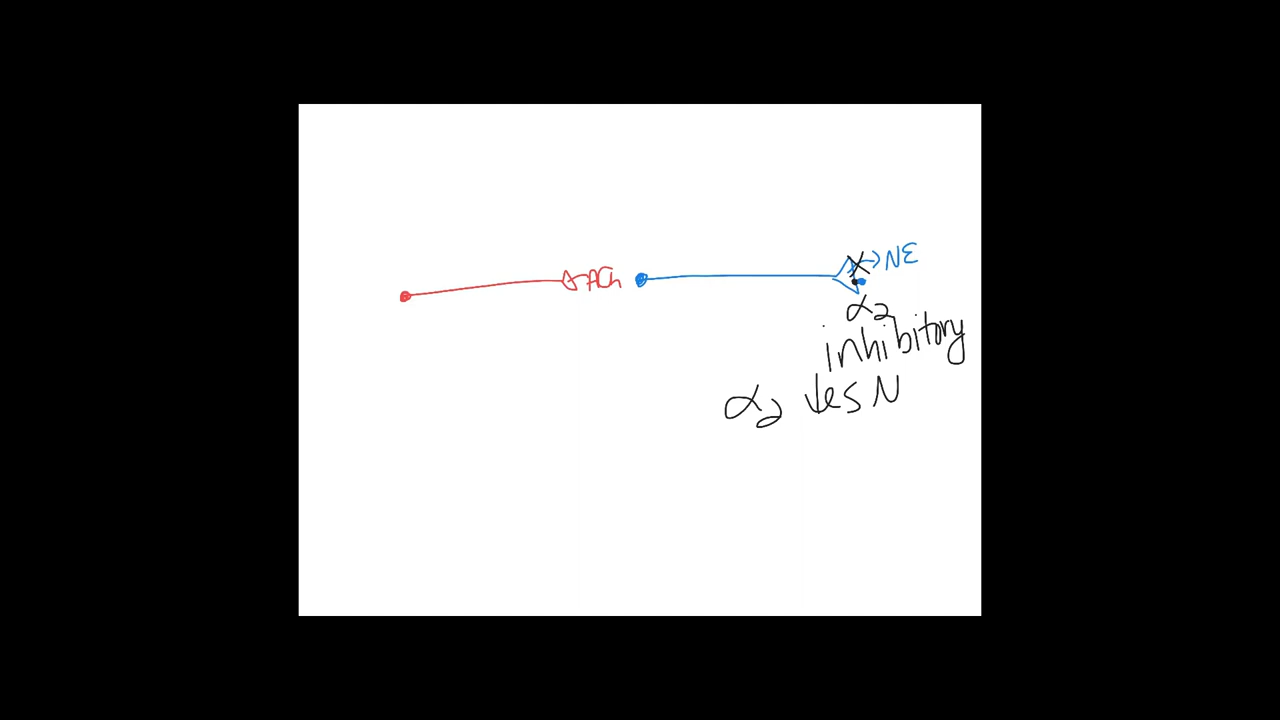 ACh
NE
α2
inhibitory
α2 ↓es N